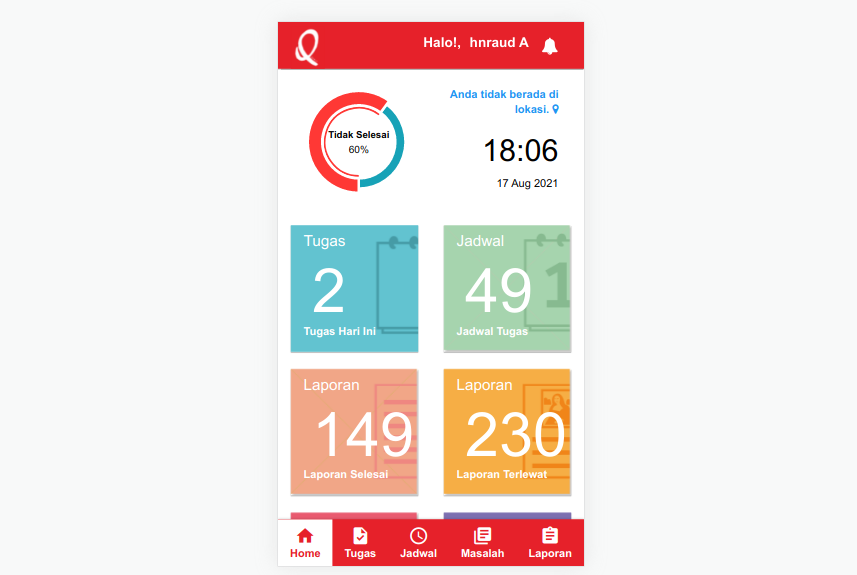 Halo!, hnraud A
Anda tidak berada di
lokasi.
Tidak Selesai
60%
18:06
17 Aug 2021
Tugas
2
Tugas Hari Ini
Jadwal
49
Jadwal Tugas
Laporan
149
Laporan Selesai
Laporan
230
Laporan Terlewat
Home
Tugas
Jadwal
Masalah
Laporan